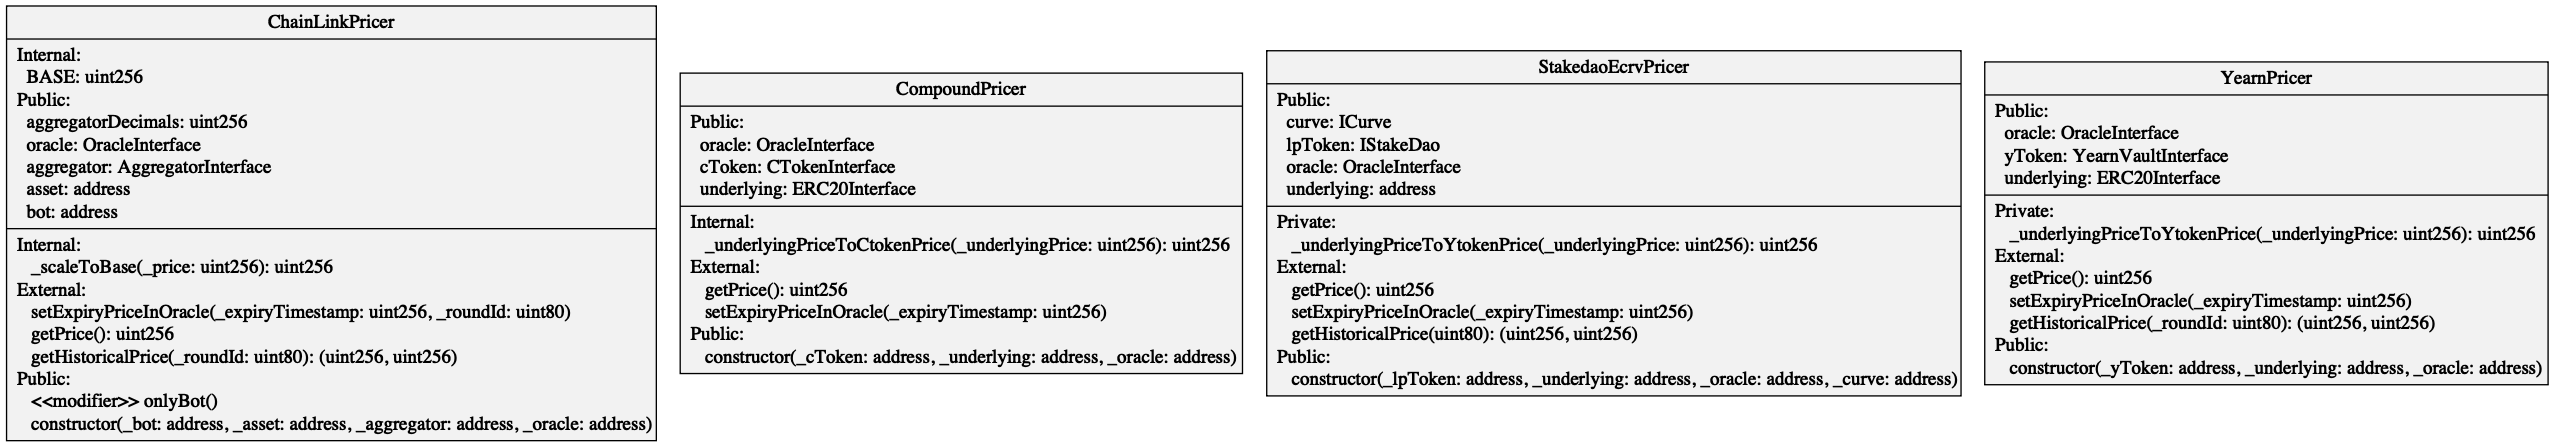 ChainLinkPricer
Internal:
BASE: uint256
Public:
aggregatorDecimals: uint256
oracle: OracleInterface
aggregator: AggregatorInterface
asset: address
bot: address
Internal:
_scaleToBase(_price: uint256): uint256
External:
setExpiryPriceInOracle(_expiryTimestamp: uint256, _roundId: uint80)
getPrice(): uint256
getHistoricalPrice(_roundId: uint80): (uint256, uint256)
Public:
<<modifier>> onlyBot()
constructor(_bot: address, _asset: address, _aggregator: address, _oracle: address)
CompoundPricer
Public:
oracle: OracleInterface
cToken: CTokenInterface
underlying: ERC20Interface
Internal:
_underlyingPriceToCtokenPrice(_underlyingPrice: uint256): uint256
External:
getPrice(): uint256
setExpiryPriceInOracle(_expiryTimestamp: uint256)
Public:
constructor(_cToken: address, _underlying: address, _oracle: address)
StakedaoEcrvPricer
Public:
curve: ICurve
lpToken: IStakeDao
oracle: OracleInterface
underlying: address
Private:
_underlyingPriceToYtokenPrice(_underlyingPrice: uint256): uint256
External:
getPrice(): uint256
setExpiryPriceInOracle(_expiryTimestamp: uint256)
getHistoricalPrice(uint80): (uint256, uint256)
Public:
constructor(_lpToken: address, _underlying: address, _oracle: address, _curve: address)
YearnPricer
Public:
oracle: OracleInterface
yToken: YearnVaultInterface
underlying: ERC20Interface
Private:
_underlyingPriceToYtokenPrice(_underlyingPrice: uint256): uint256
External:
getPrice(): uint256
setExpiryPriceInOracle(_expiryTimestamp: uint256)
getHistoricalPrice(_roundId: uint80): (uint256, uint256)
Public:
constructor(_yToken: address, _underlying: address, _oracle: address)